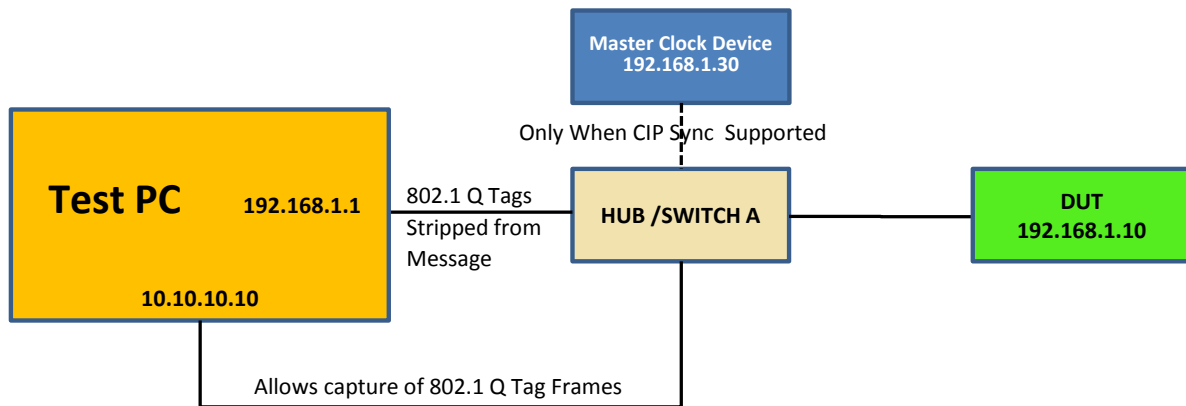 Master Clock Device
192.168.1.30
Only When CIP Sync Supported
Test PC
192.168.1.1
802.1 Q Tags
Stripped from
Message
HUB /SWITCH A
DUT
192.168.1.10
10.10.10.10
Allows capture of 802.1 Q Tag Frames